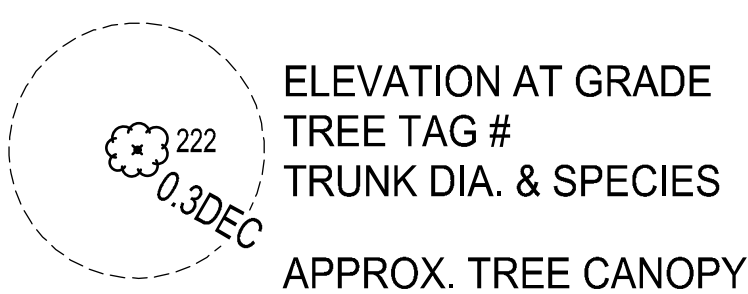 222
0.3DEC
ELEVATION AT GRADE
TREE TAG #
TRUNK DIA. & SPECIES
APPROX. TREE CANOPY